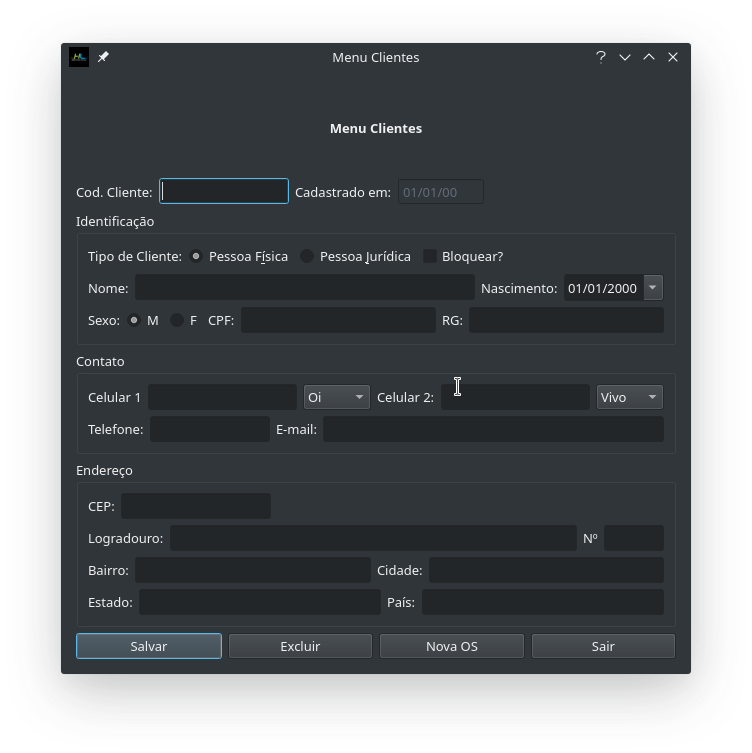 Menu Clientes
Menu Clientes
Cod. Cliente: Cadastrado em: 01/01/00
Identificação
Tipo de Cliente: Pessoa Física Pessoa Jurídica Bloquear?
Nome: Nascimento: 01/01/2000
Sexo: M F CPF: RG:
Contato
Celular 1 Oi Celular 2: Vivo
Telefone: E-mail:
Endereço
CEP:
Logradouro: Nº
Bairro: Cidade:
Estado: País:
Salvar Excluir Nova OS Sair